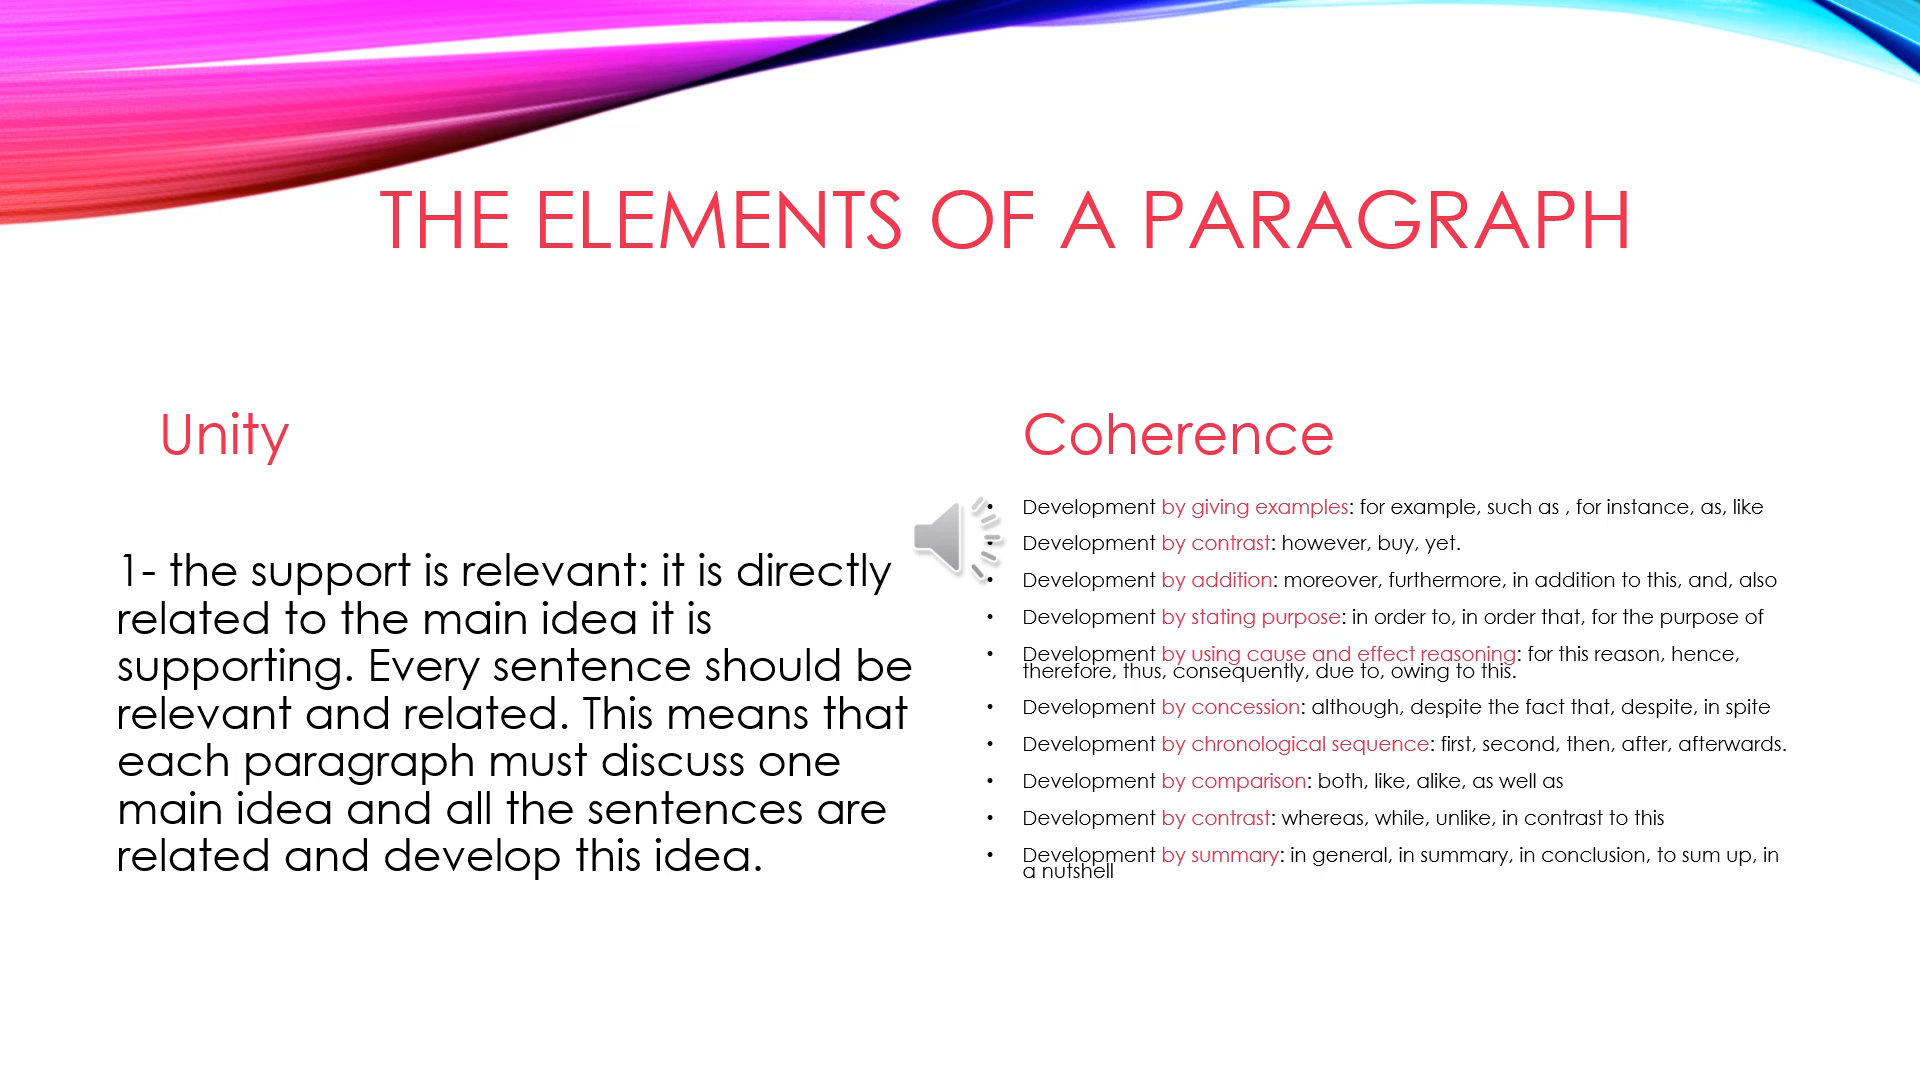 THE ELEMENTS OF A PARAGRAPH
Unity
1- the support is relevant: it is directly
related to the main idea it is
supporting. Every sentence should be
relevant and related. This means that
each paragraph must discuss one
main idea and all the sentences are
related and develop this idea.
Coherence
• Development by giving examples: for example, such as , for instance, as, like
• Development by contrast: however, buy, yet.
• Development by addition: moreover, furthermore, in addition to this, and, also
• Development by stating purpose: in order to, in order that, for the purpose of
• Development by using cause and effect reasoning: for this reason, hence,
therefore, thus, consequently, due to, owing to this.
• Development by concession: although, despite the fact that, despite, in spite
• Development by chronological sequence: first, second, then, after, afterwards.
• Development by comparison: both, like, alike, as well as
• Development by contrast: whereas, while, unlike, in contrast to this
• Development by summary: in general, in summary, in conclusion, to sum up, in
a nutshell